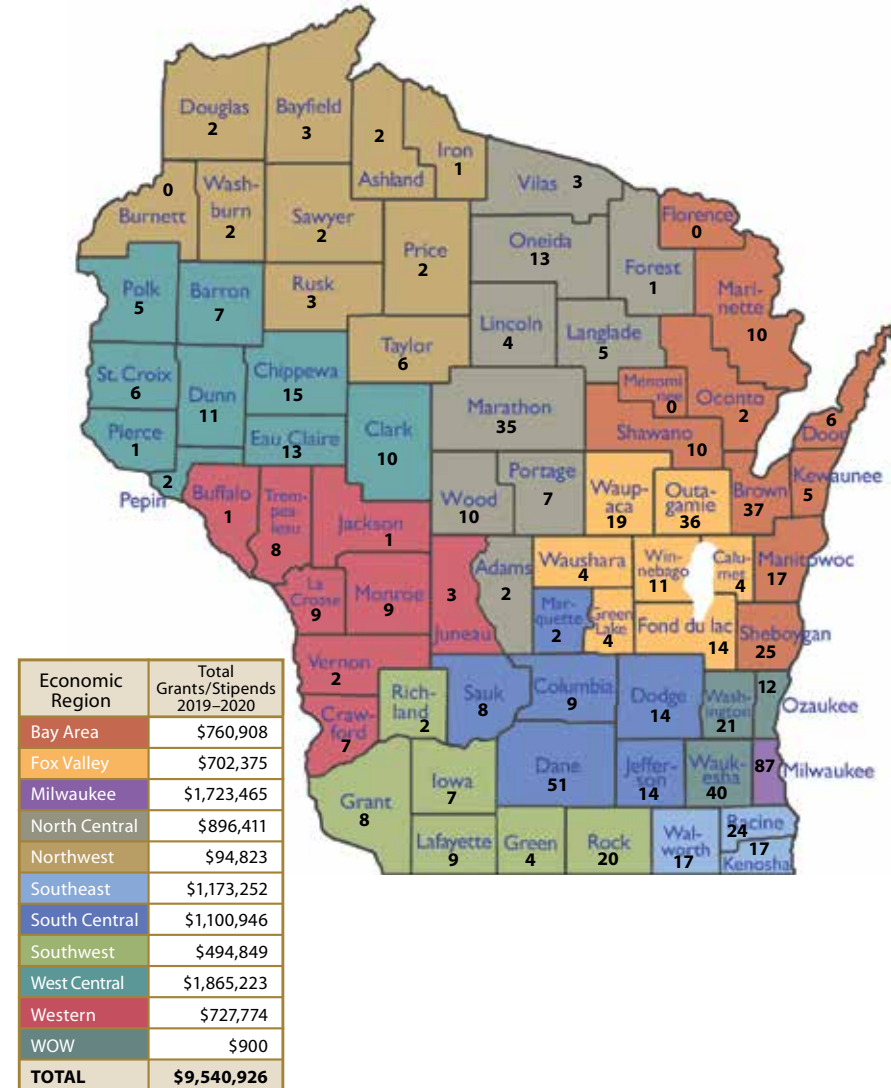 Douglas
2
Bayfield
3
2
Ashland
Iron
1
Vilas 3
0
Burnett
Wash-
burn
2
Sawyer
2
Price
2
Oneida
13
Florence
0
Forest
1
Mari-
nette
10
Polk
5
Barron
7
Rusk
3
Taylor
6
Lincoln
4
Langlade
5
St. Croix
6
Dunn
11
Chippewa
15
Menomi
nee
0
Oconto
2
Marathon
35
Pierce
1
Eau Claire
13
Clark
10
Shawano
10
6
Door
2
Pepin
Buffalo
1
Trem-
pea-
leau
8
Jackson
1
Wood
10
Portage
7
Waup-
aca
19
Outa-
gamie
36
Brown
37
Kewaunee
5
La
Crosse
9
Monroe
9
3
Juneau
Adams
2
Waushara
4
Win-
nebago
11
Calu-
met
4
Manitowoc
17
Mar-
quette
2
Green
Lake
4
Fond du lac
14
Sheboygan
25
Vernon
2
Rich-
land
2
Sauk
8
Columbia
9
Dodge
14
Wash-
ington
21
12
Ozaukee
Craw-
ford
7
Grant
8
Iowa
7
Dane
51
Jeffer-
son
14
Wauk-
esha
40
87
Milwaukee
Lafayette
9
Green
4
Rock
20
Wal-
worth
17
Racine
24
17
Kenosha
Economic
Region
Total
Grants/Stipends
2019–2020
Bay Area $760,908
Fox Valley $702,375
Milwaukee $1,723,465
North Central $896,411
Northwest $94,823
Southeast $1,173,252
South Central $1,100,946
Southwest $494,849
West Central $1,865,223
Western $727,774
WOW $900
TOTAL $9,540,926